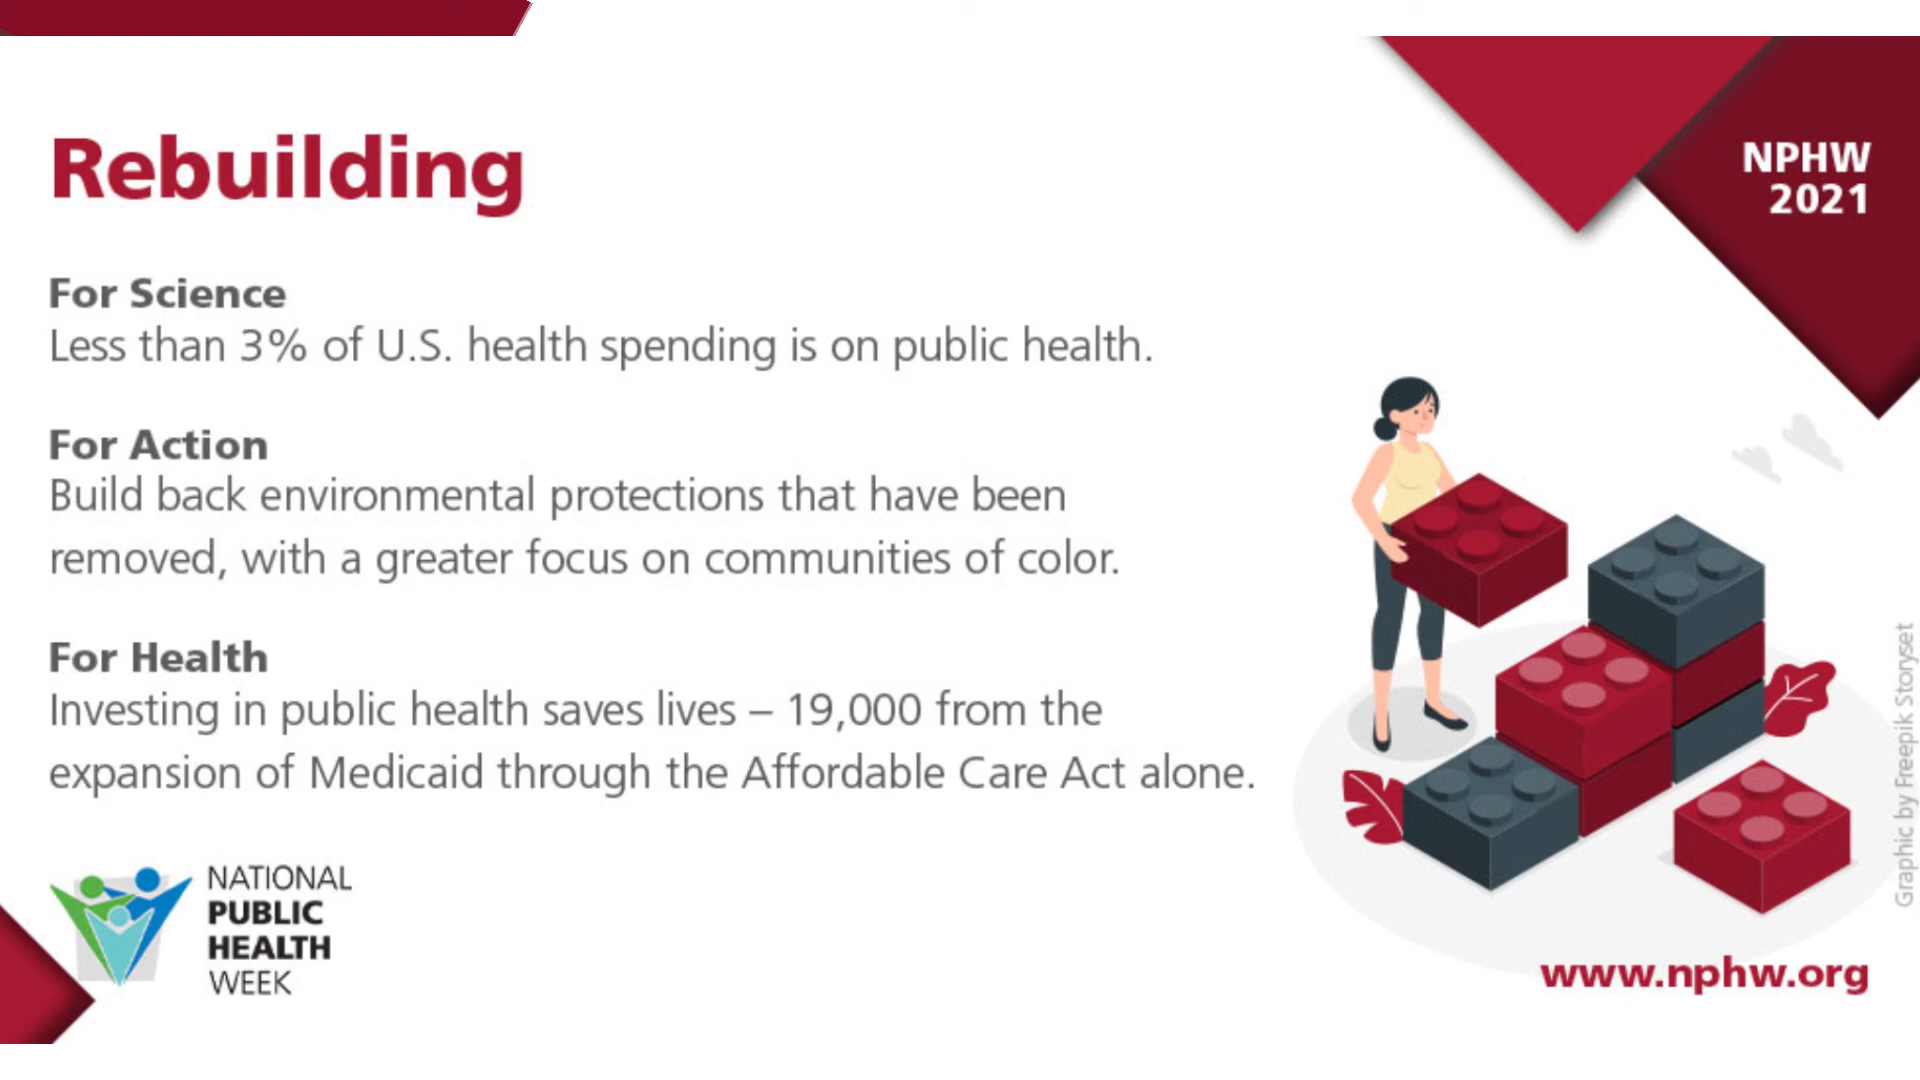 Rebuilding
NPHW
2021
For Science
Less than 3% of U.S. health spending is on public health.
For Action
Build back environmental protections that have been
removed, with a greater focus on communities of color.
For Health
Investing in public health saves lives – 19,000 from the
expansion of Medicaid through the Affordable Care Act alone.
Graphic by Freepik Storyset
NATIONAL
PUBLIC
HEALTH
WEEK
www.nphw.org